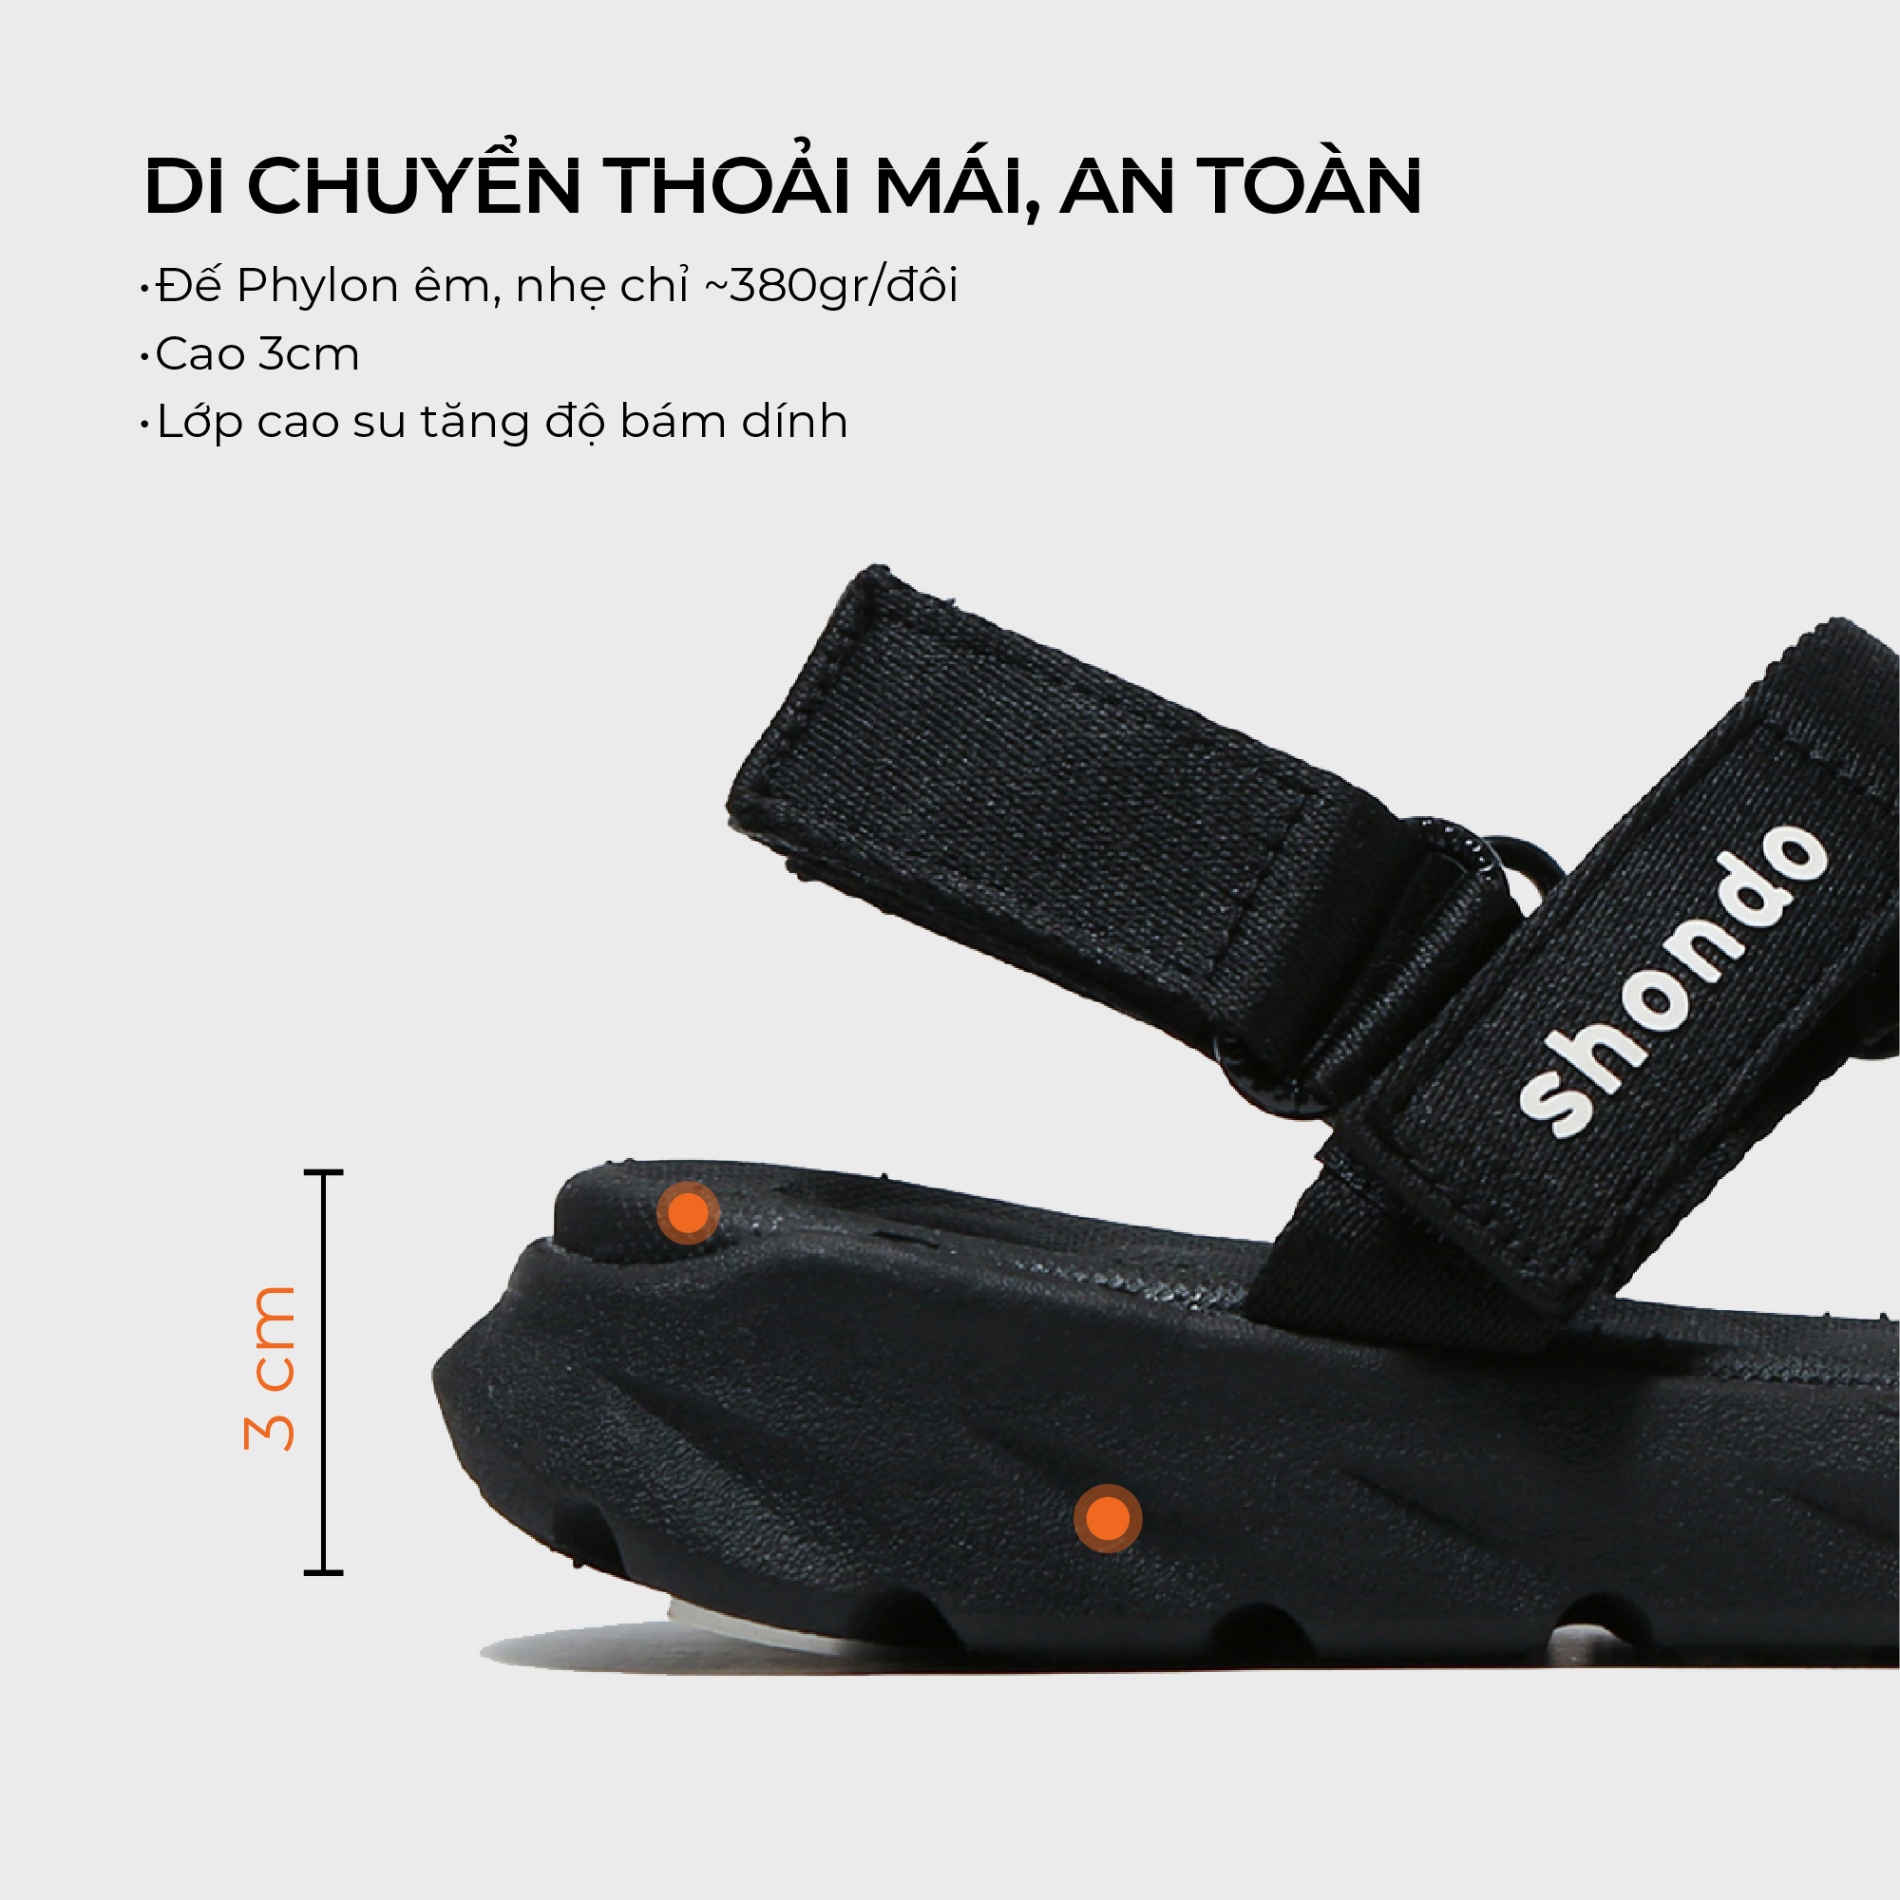 DI CHUYỂN THOẢI MÁI, AN TOÀN
•Đế Phylon êm, nhẹ chỉ ~380gr/đôi
•Cao 3cm
•Lớp cao su tăng độ bám dính
shondo
3 cm